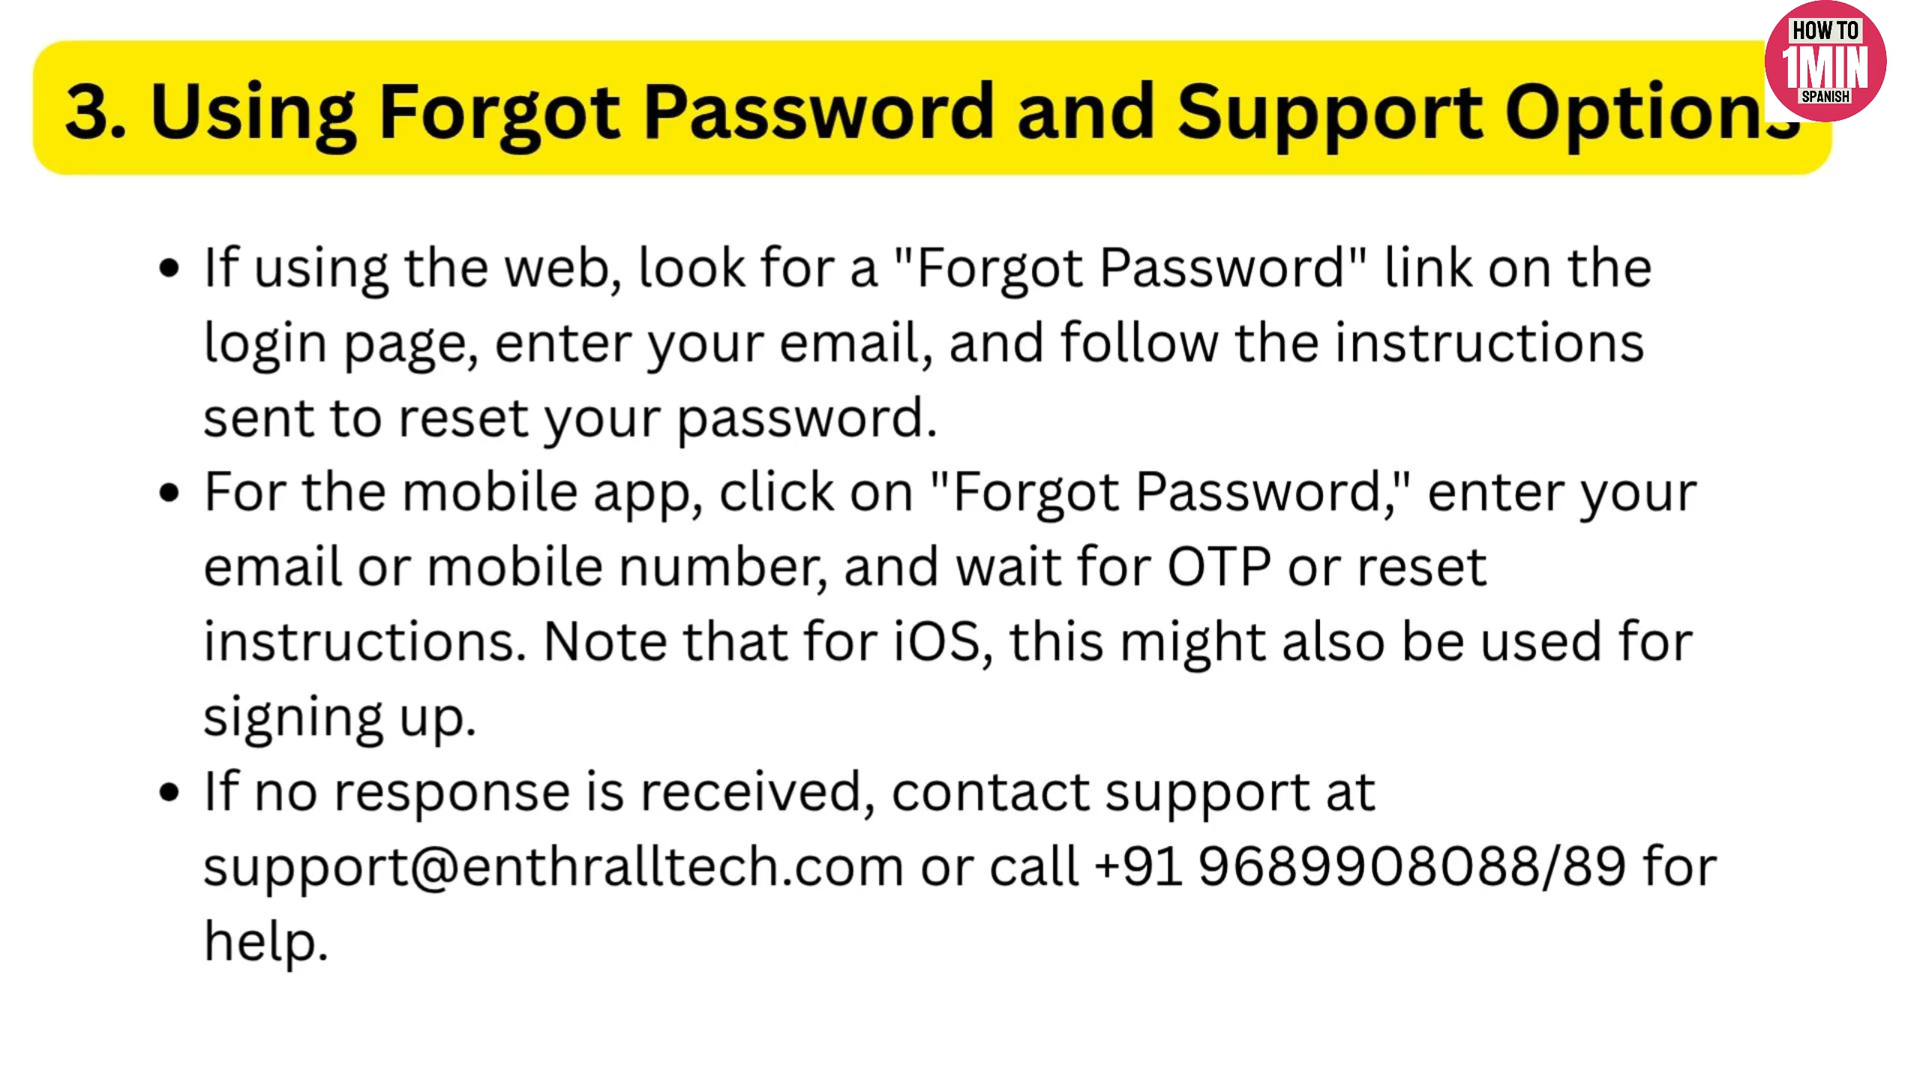 HOW TO
1MIN
SPANISH
3. Using Forgot Password and Support Options
• If using the web, look for a "Forgot Password" link on the
login page, enter your email, and follow the instructions
sent to reset your password.
• For the mobile app, click on "Forgot Password," enter your
email or mobile number, and wait for OTP or reset
instructions. Note that for iOS, this might also be used for
signing up.
• If no response is received, contact support at
support@enthralltech.com or call +91 9689908088/89 for
help.